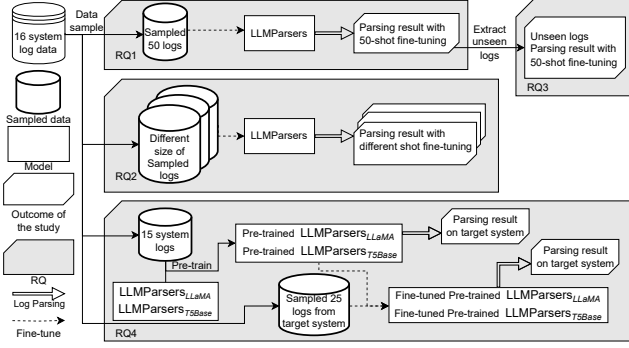 16 system
log data
Data
sample
Sampled
50 logs
RQ1
LLMParsers
Parsing result with
50-shot fine-tuning
Extract
unseen
logs
Unseen logs
Parsing result with
50-shot fine-tuning
RQ3
Sampled data
Model
Outcome of
the study
RQ
Log Parsing
Fine-tune
Different
size of
Sampled
logs
RQ2
LLMParsers
Parsing result with
different shot fine-tuning
15 system
logs
Pre-train
LLMParsersLLaMA
LLMParsersT5Base
RQ4
Pre-trained LLMParsersLLaMA
Pre-trained LLMParsersT5Base
Parsing result
on target system
Sampled 25
logs from
target system
Fine-tuned Pre-trained LLMParsersLLaMA
Fine-tuned Pre-trained LLMParsersT5Base
Parsing result
on target system